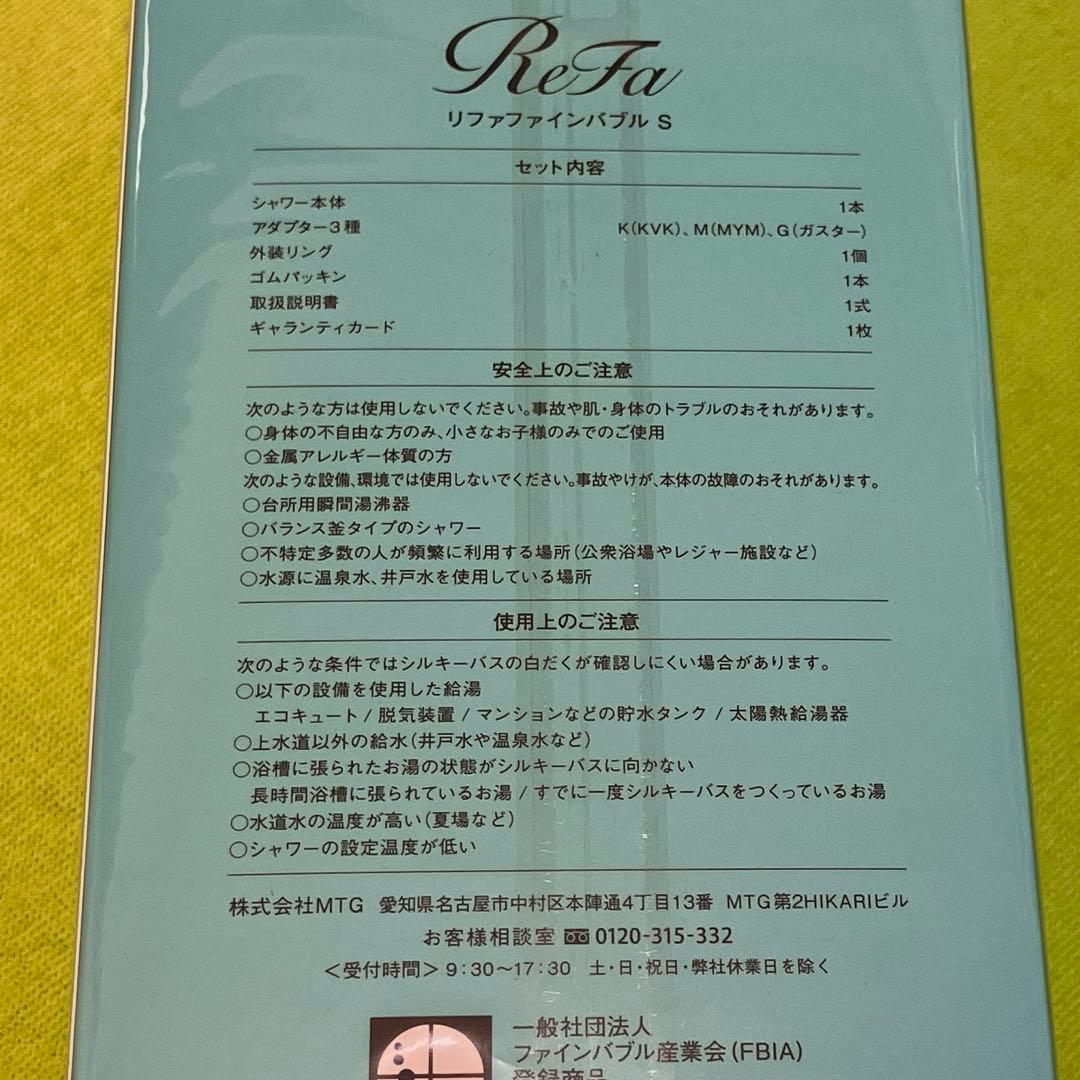 ReFa
リファファインバブル S
セット内容
シャワー本体 1本
アダプター3種 K(KVK)、M(MYM)、G(ガスター)
外装リング 1個
ゴムパッキン 1本
取扱説明書 1式
ギャランティカード 1枚
安全上のご注意
次のような方は使用しないでください。事故や肌・身体のトラブルのおそれがあります。
○身体の不自由な方のみ、小さなお子様のみでのご使用
○金属アレルギー体質の方
次のような設備、環境では使用しないでください。事故やけが、本体の故障のおそれがあります。
○台所用瞬間湯沸器
○バランス釜タイプのシャワー
○不特定多数の人が頻繁に利用する場所(公衆浴場やレジャー施設など)
○水源に温泉水、井戸水を使用している場所
使用上のご注意
次のような条件ではシルキーバスの白だくが確認しにくい場合があります。
○以下の設備を使用した給湯
エコキュート / 脱気装置 / マンションなどの貯水タンク / 太陽熱給湯器
○上水道以外の給水(井戸水や温泉水など)
○浴槽に張られたお湯の状態がシルキーバスに向かない
長時間浴槽に張られているお湯 / すでに一度シルキーバスをつくっているお湯
○水道水の温度が高い(夏場など)
○シャワーの設定温度が低い
株式会社MTG 愛知県名古屋市中村区本陣通4丁目13番 MTG第2HIKARIビル
お客様相談室 0120-315-332
<受付時間> 9:30~17:30 土・日・祝日・弊社休業日を除く
一般社団法人
ファインバブル産業会(FBIA)
登録商品